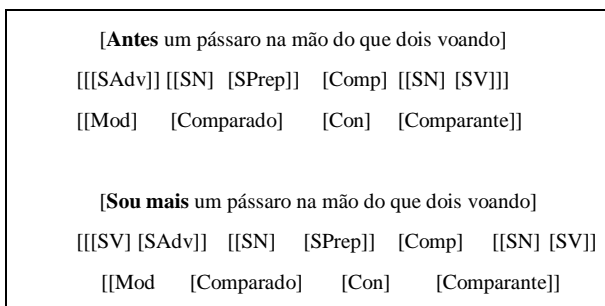 [Antes um pássaro na mão do que dois voando]
[[[SAdv]] [[SN] [SPrep]] [Comp] [[SN] [SV]]]
[[Mod] [Comparado] [Con] [Comparante]]
[Sou mais um pássaro na mão do que dois voando]
[[[SV] [SAdv]] [[SN] [SPrep]] [Comp] [[SN] [SV]]
[[Mod [Comparado] [Con] [Comparante]]